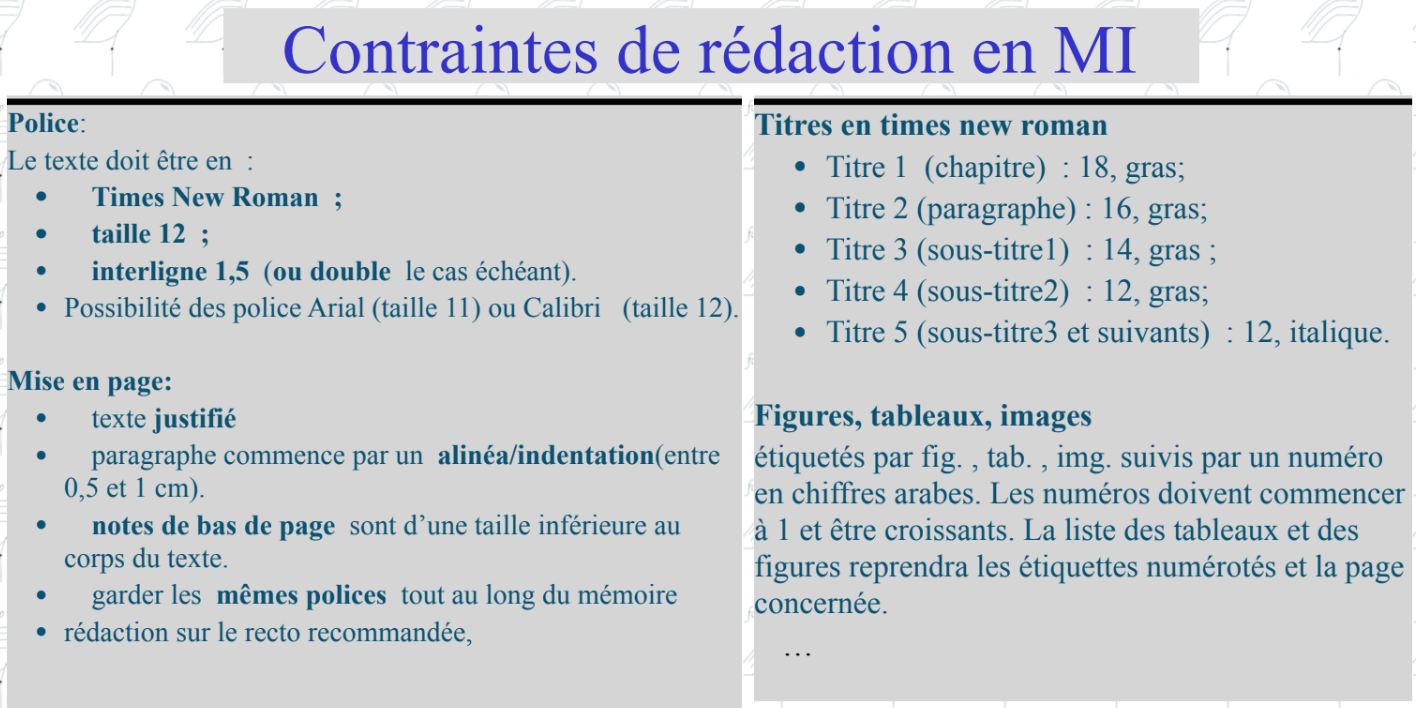 Contraintes de rédaction en MI
Police:
Le texte doit être en :
• Times New Roman ;
• taille 12 ;
• interligne 1,5 (ou double le cas échéant).
• Possibilité des police Arial (taille 11) ou Calibri (taille 12).
Mise en page:
• texte justifié
• paragraphe commence par un alinéa/indentation(entre
0,5 et 1 cm).
• notes de bas de page sont d’une taille inférieure au
corps du texte.
• garder les mêmes polices tout au long du mémoire
• rédaction sur le recto recommandée,
Titres en times new roman
• Titre 1 (chapitre) : 18, gras;
• Titre 2 (paragraphe) : 16, gras;
• Titre 3 (sous-titre1) : 14, gras ;
• Titre 4 (sous-titre2) : 12, gras;
• Titre 5 (sous-titre3 et suivants) : 12, italique.
Figures, tableaux, images
étiquetés par fig. , tab. , img. suivis par un numéro
en chiffres arabes. Les numéros doivent commencer
à 1 et être croissants. La liste des tableaux et des
figures reprendra les étiquettes numérotés et la page
concernée.
…